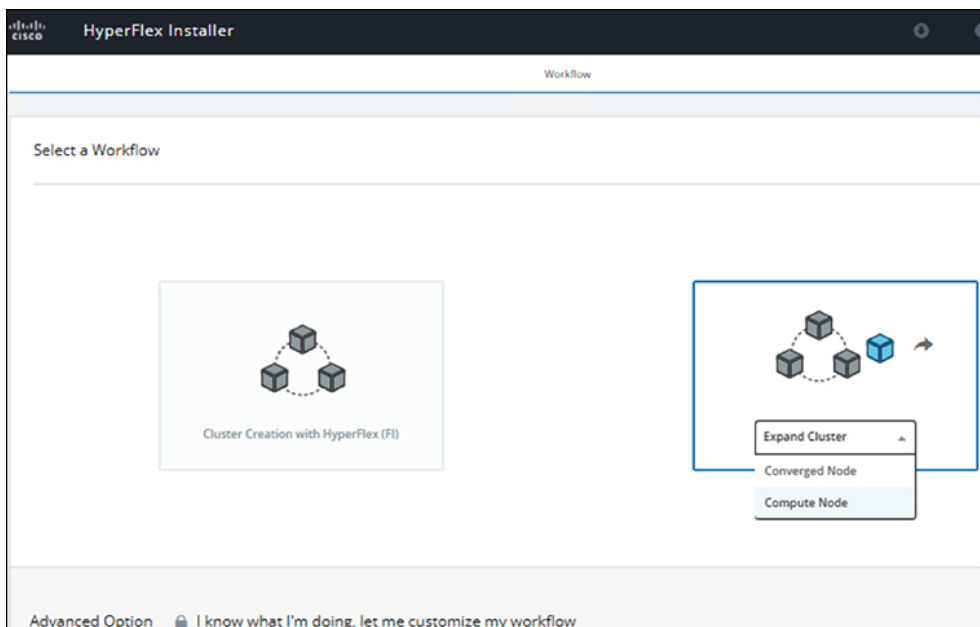 cisco
HyperFlex Installer
Workflow
Select a Workflow
Cluster Creation with HyperFlex (FI)
Expand Cluster
Converged Node
Compute Node
Advanced Option
I know what I'm doing, let me customize my workflow